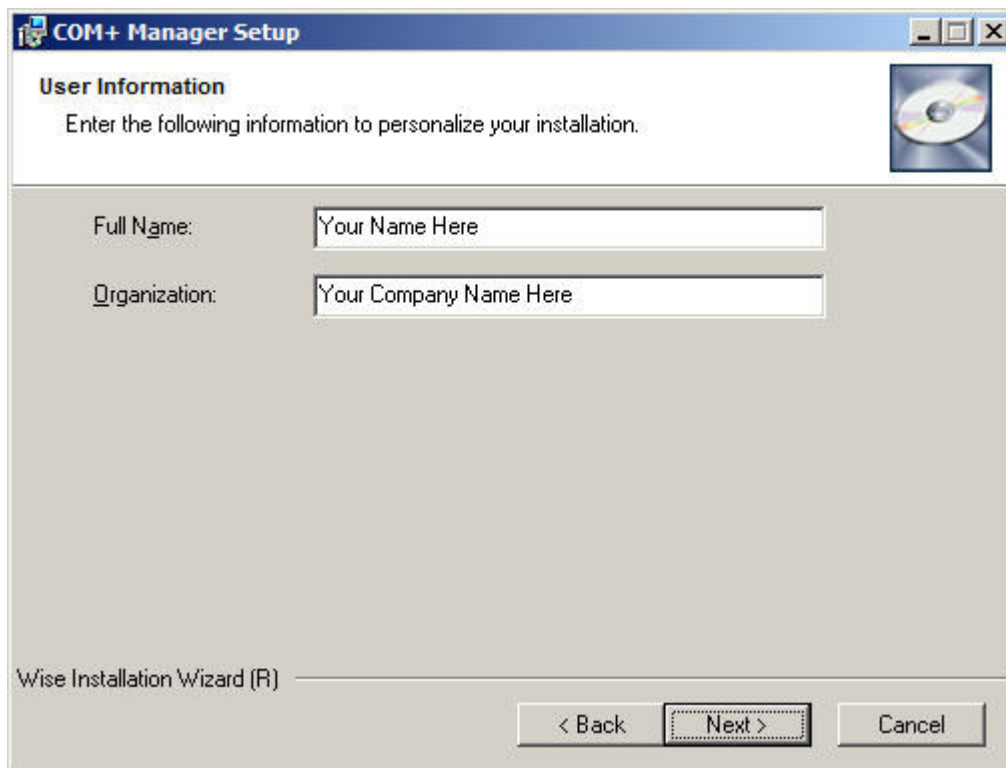 COM+ Manager Setup
User Information
Enter the following information to personalize your installation.
Full Name: Your Name Here
Organization: Your Company Name Here
Wise Installation Wizard (R)
< Back Next > Cancel